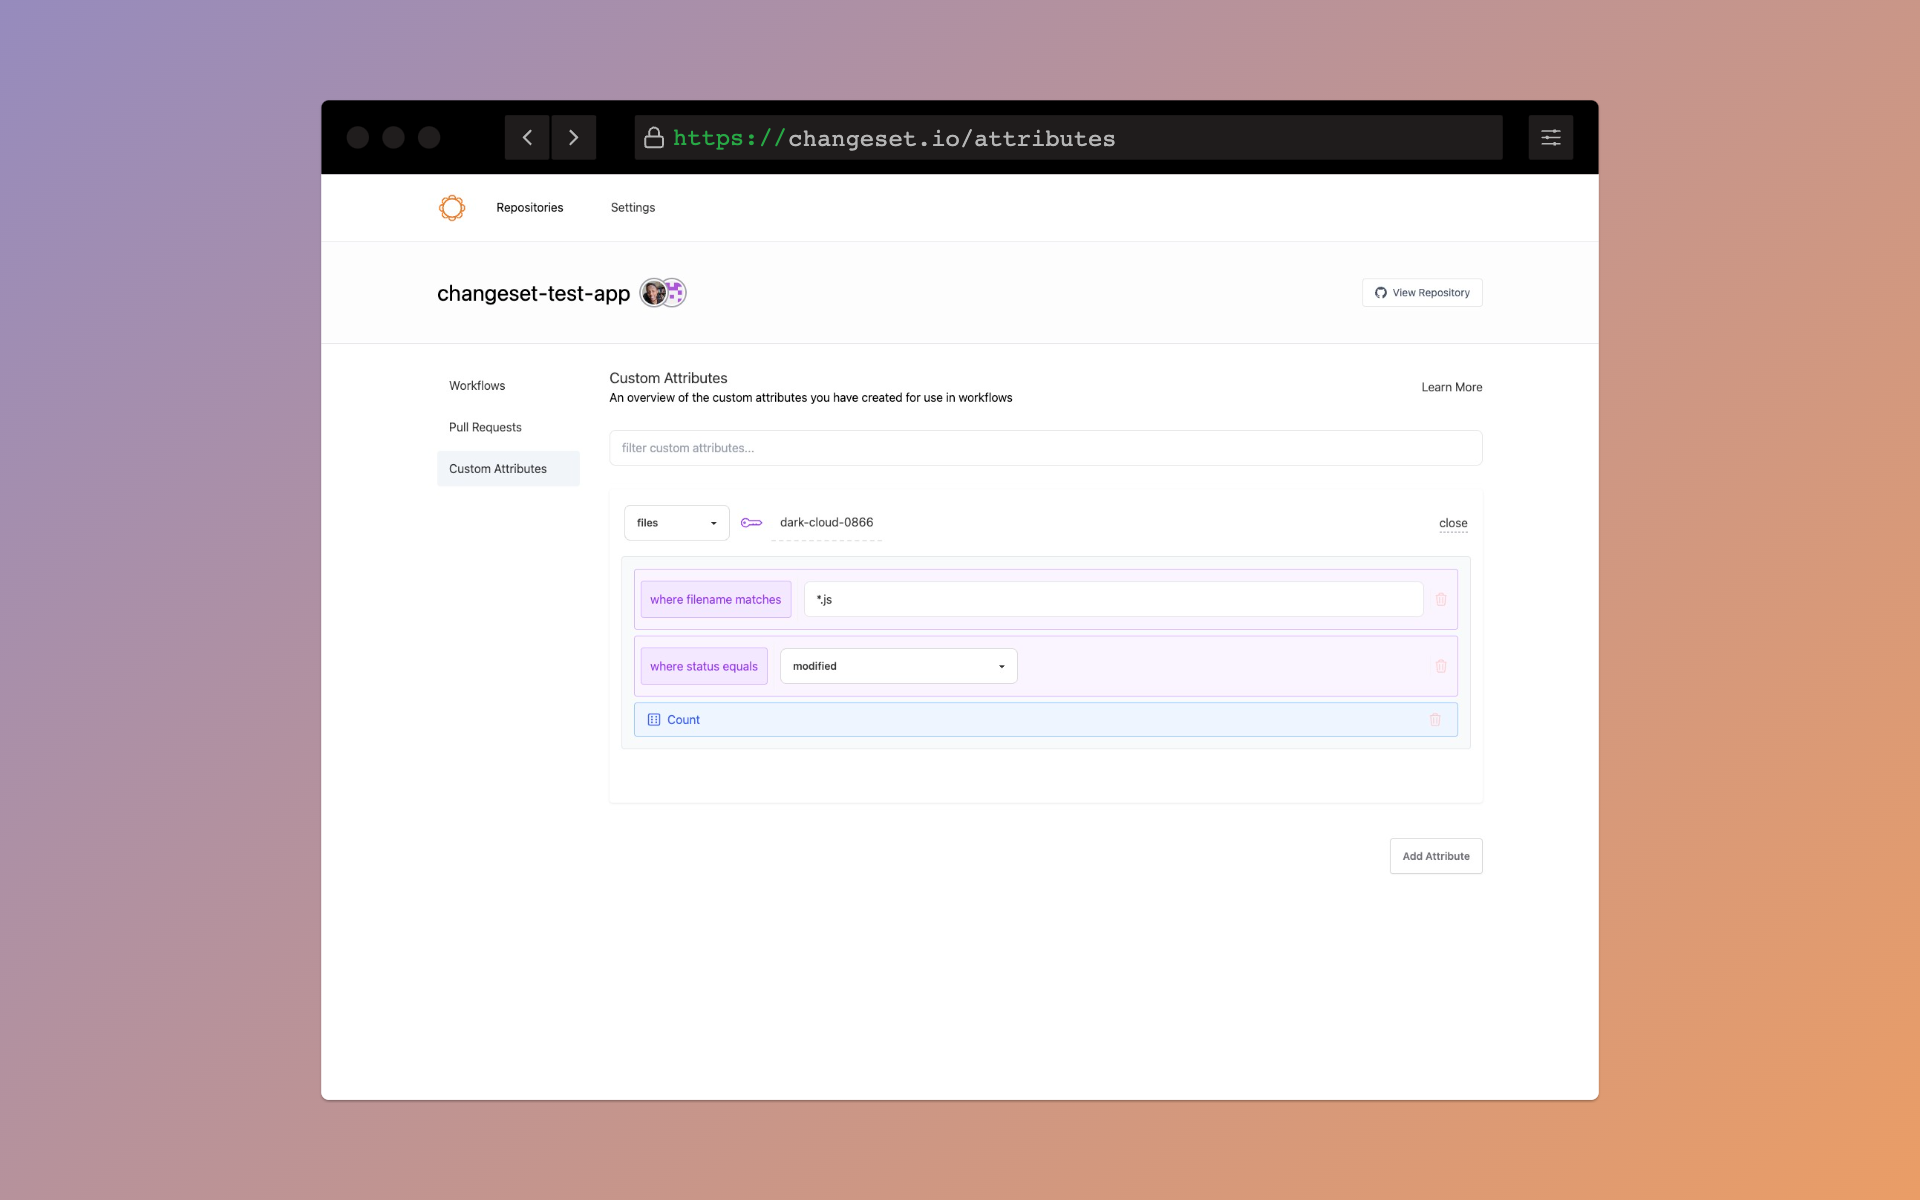 https://changeset.io/attributes
Repositories
Settings
changeset-test-app
View Repository
Workflows
Pull Requests
Custom Attributes
Custom Attributes
An overview of the custom attributes you have created for use in workflows
Learn More
filter custom attributes...
files
dark-cloud-0866
close
where filename matches
*.js
where status equals
modified
Count
Add Attribute